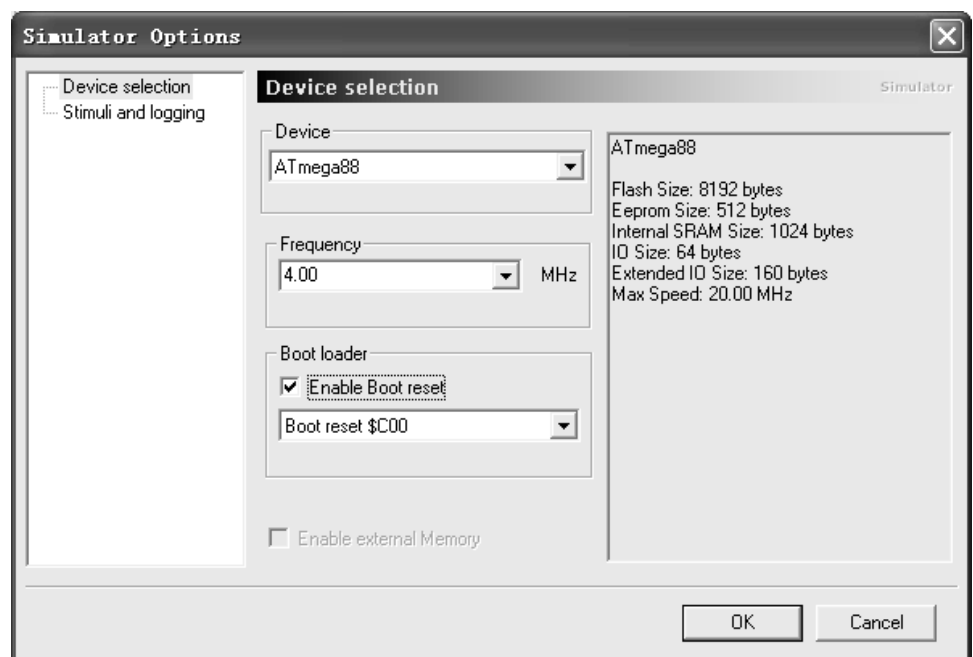 Simulator Options
Device selection
Stimuli and logging
Device selection
Simulator
Device
ATmega88
Frequency
4.00
MHz
Boot loader
Enable Boot reset
Boot reset $C00
Enable external Memory
ATmega88
Flash Size: 8192 bytes
Eeprom Size: 512 bytes
Internal SRAM Size: 1024 bytes
IO Size: 64 bytes
Extended IO Size: 160 bytes
Max Speed: 20.00 MHz
OK
Cancel